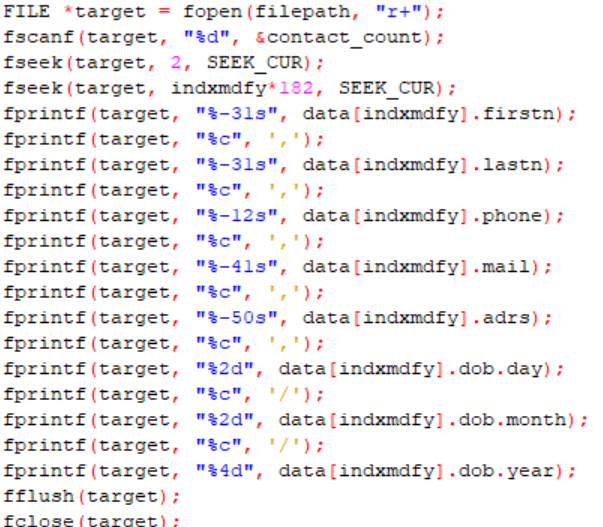 FILE *target = fopen(filepath, "r+");
fscanf(target, "%d", &contact_count);
fseek(target, 2, SEEK_CUR);
fseek(target, indxmdfy*182, SEEK_CUR);
fprintf(target, "%-31s", data[indxmdfy].firstn);
fprintf(target, "%c", ',');
fprintf(target, "%-31s", data[indxmdfy].lastn);
fprintf(target, "%c", ',');
fprintf(target, "%-12s", data[indxmdfy].phone);
fprintf(target, "%c", ',');
fprintf(target, "%-41s", data[indxmdfy].mail);
fprintf(target, "%c", ',');
fprintf(target, "%-50s", data[indxmdfy].adrs);
fprintf(target, "%c", ',');
fprintf(target, "%2d", data[indxmdfy].dob.day);
fprintf(target, "%c", '/');
fprintf(target, "%2d", data[indxmdfy].dob.month);
fprintf(target, "%c", '/');
fprintf(target, "%4d", data[indxmdfy].dob.year);
fflush(target);
fclose(target);